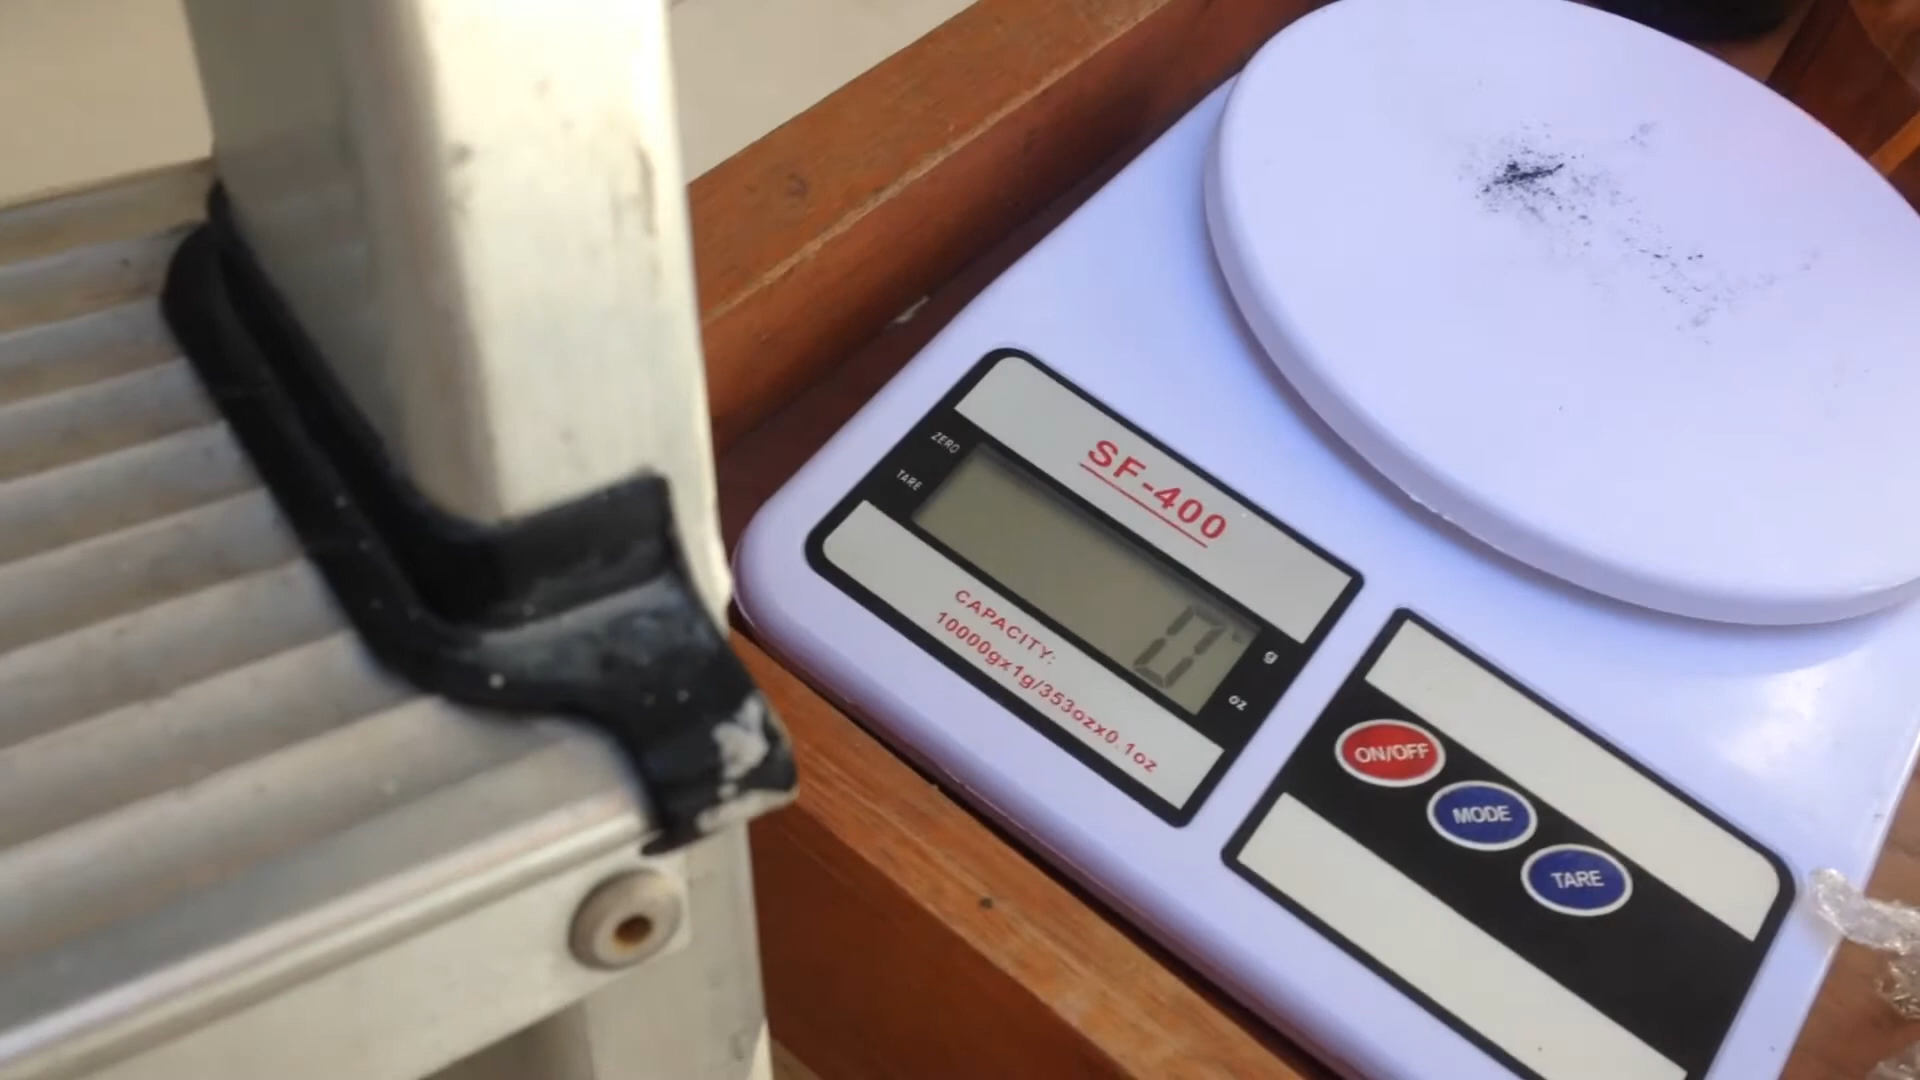 SF-400
ZERO
TARE
0
g
oz
CAPACITY:
10000gx1g/353ozx0.1oz
ON/OFF
MODE
TARE